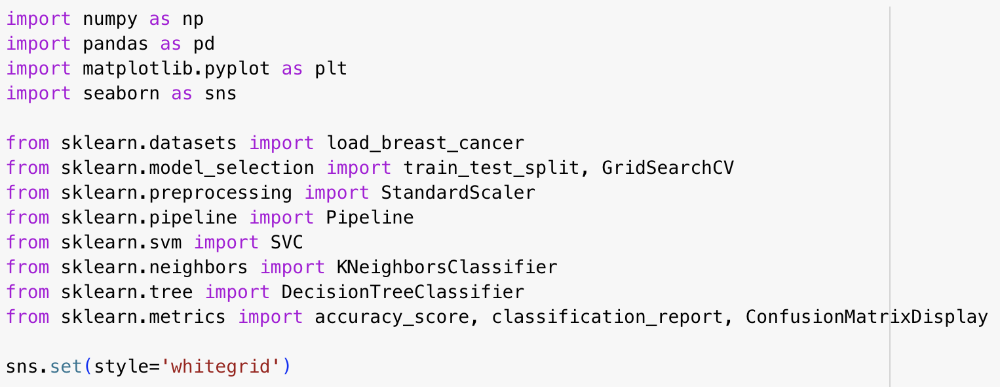 import numpy as np
import pandas as pd
import matplotlib.pyplot as plt
import seaborn as sns

from sklearn.datasets import load_breast_cancer
from sklearn.model_selection import train_test_split, GridSearchCV
from sklearn.preprocessing import StandardScaler
from sklearn.pipeline import Pipeline
from sklearn.svm import SVC
from sklearn.neighbors import KNeighborsClassifier
from sklearn.tree import DecisionTreeClassifier
from sklearn.metrics import accuracy_score, classification_report, ConfusionMatrixDisplay

sns.set(style='whitegrid')